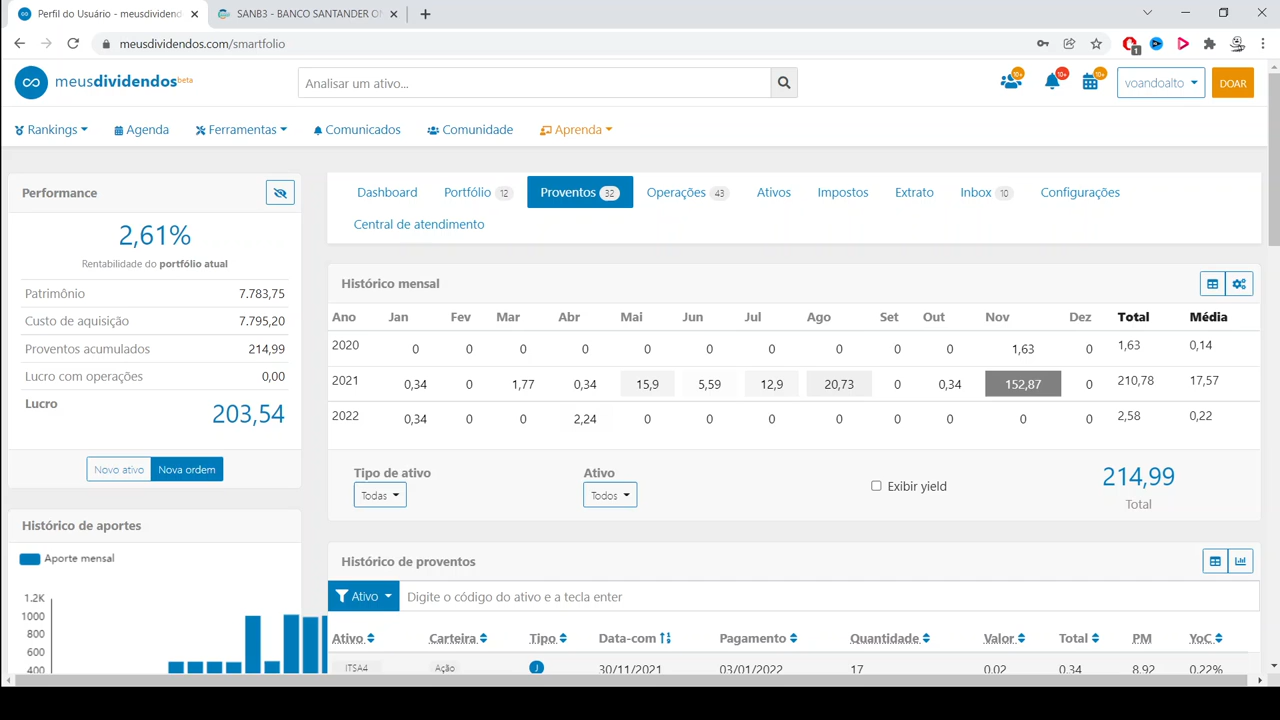 Perfil do Usuário - meusdividend
SANB3 - BANCO SANTANDER ON
meusdividendos.com/smartfolio
1
meusdividendos beta
Analisar um ativo...
10+
10+
10+
voandoalto
DOAR
Rankings
Agenda
Ferramentas
Comunicados
Comunidade
Aprenda
Performance
2,61%
Rentabilidade do portfólio atual
Patrimônio 7.783,75
Custo de aquisição 7.795,20
Proventos acumulados 214,99
Lucro com operações 0,00
Lucro 203,54
Novo ativo Nova ordem
Histórico de aportes
Aporte mensal
1.2K
1000
800
600
400
Dashboard Portfólio 12 Proventos 32 Operações 43 Ativos Impostos Extrato Inbox 10 Configurações
Central de atendimento
Histórico mensal
Ano Jan Fev Mar Abr Mai Jun Jul Ago Set Out Nov Dez Total Média
2020 0 0 0 0 0 0 0 0 0 0 1,63 0 1,63 0,14
2021 0,34 0 1,77 0,34 15,9 5,59 12,9 20,73 0 0,34 152,87 0 210,78 17,57
2022 0,34 0 0 2,24 0 0 0 0 0 0 0 0 2,58 0,22
Tipo de ativo Ativo
Todas Todos Exibir yield 214,99
Total
Histórico de proventos
Ativo Digite o código do ativo e a tecla enter
Ativo Carteira Tipo Data-com Pagamento Quantidade Valor Total PM YoC
ITSA4 Ação J 30/11/2021 03/01/2022 17 0.02 0.34 8.92 0.22%